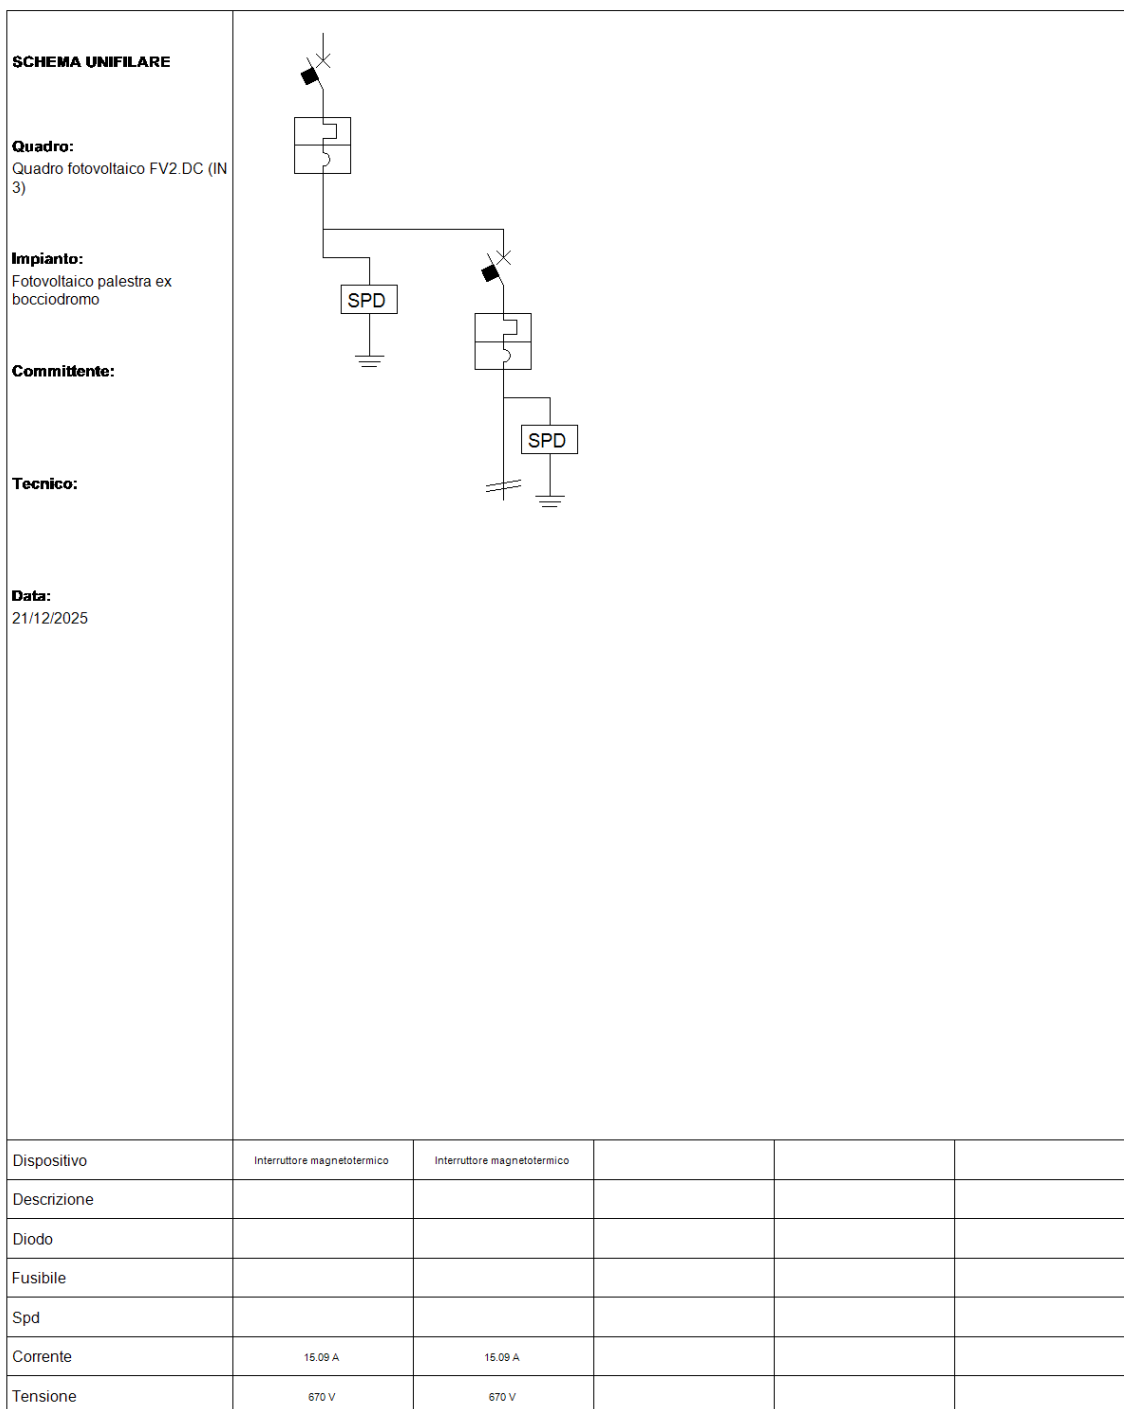 SCHEMA UNIFILARE
Quadro:
Quadro fotovoltaico FV2.DC (IN
3)
Impianto:
Fotovoltaico palestra ex
bocciodromo
SPD
Committente:
SPD
Tecnico:
Data:
21/12/2025
Dispositivo Interruttore magnetotermico Interruttore magnetotermico
Descrizione
Diodo
Fusibile
Spd
Corrente 15.09 A 15.09 A
Tensione 670 V 670 V